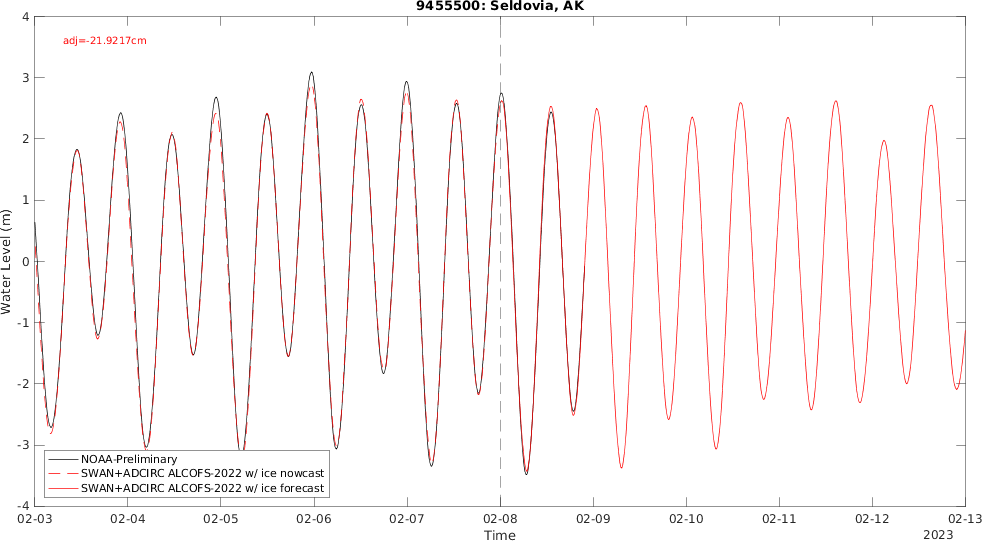 9455500: Seldovia, AK
adj=-21.9217cm
4
3
2
1
0
-1
-2
-3
-4
Water Level (m)
NOAA-Preliminary
SWAN+ADCIRC ALCOFS-2022 w/ ice nowcast
SWAN+ADCIRC ALCOFS-2022 w/ ice forecast
02-03 02-04 02-05 02-06 02-07 02-08 02-09 02-10 02-11 02-12 02-13
Time
2023